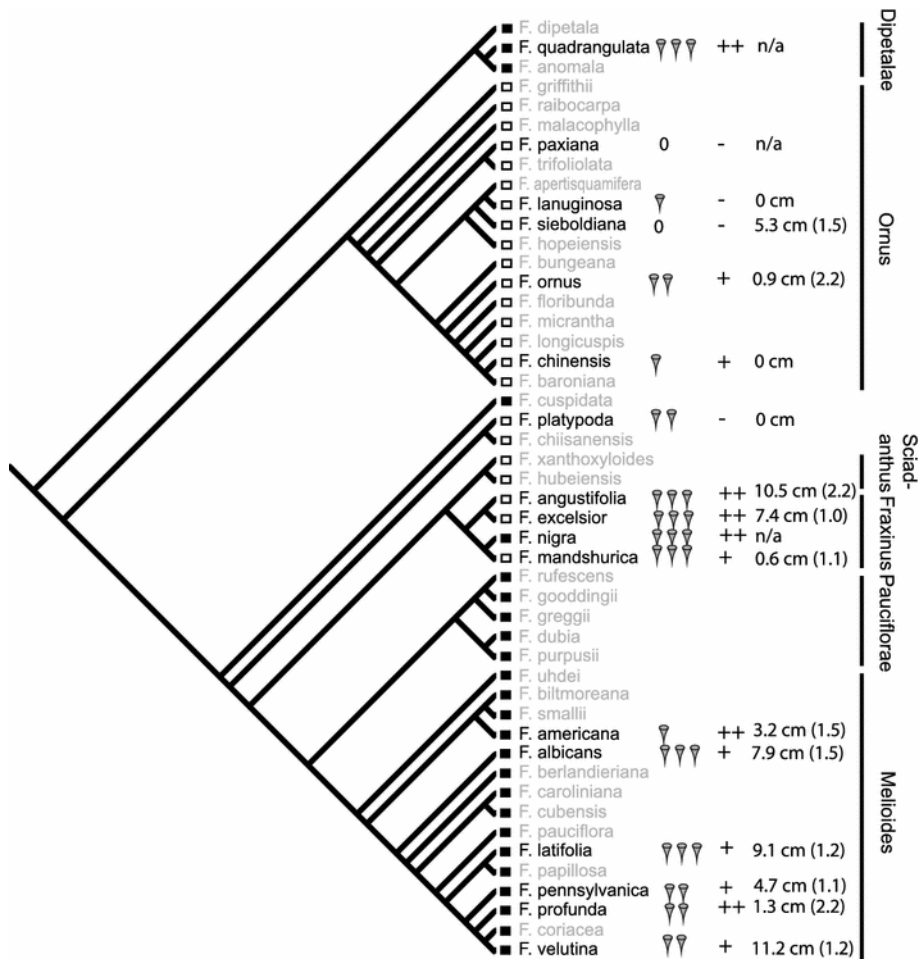 F. dipetala
F. quadrangulata ++ n/a
F. anomala
F. griffithii
F. raibocarpa
F. malacophylla
F. paxiana 0 - n/a
F. trifoliolata
F. apertisquamifera
F. lanuginosa - 0 cm
F. sieboldiana 0 - 5.3 cm (1.5)
F. hopeiensis
F. bungeana
F. ornus + 0.9 cm (2.2)
F. floribunda
F. micrantha
F. longicuspis
F. chinensis + 0 cm
F. baroniana
F. cuspidata
F. platypoda - 0 cm
F. chiisanensis
F. xanthoxyloides
F. hubeiensis
F. angustifolia ++ 10.5 cm (2.2)
F. excelsior ++ 7.4 cm (1.0)
F. nigra ++ n/a
F. mandshurica + 0.6 cm (1.1)
F. rufescens
F. gooddingii
F. greggii
F. dubia
F. purpusii
F. uhdei
F. biltmoreana
F. smallii
F. americana ++ 3.2 cm (1.5)
F. albicans + 7.9 cm (1.5)
F. berlandieriana
F. caroliniana
F. cubensis
F. pauciflora
F. latifolia + 9.1 cm (1.2)
F. papillosa
F. pennsylvanica + 4.7 cm (1.1)
F. profunda ++ 1.3 cm (2.2)
F. coriacea
F. velutina + 11.2 cm (1.2)
Dipetalae
Ornus
Sciad-
anthus
Fraxinus
Pauciflorae
Melioides